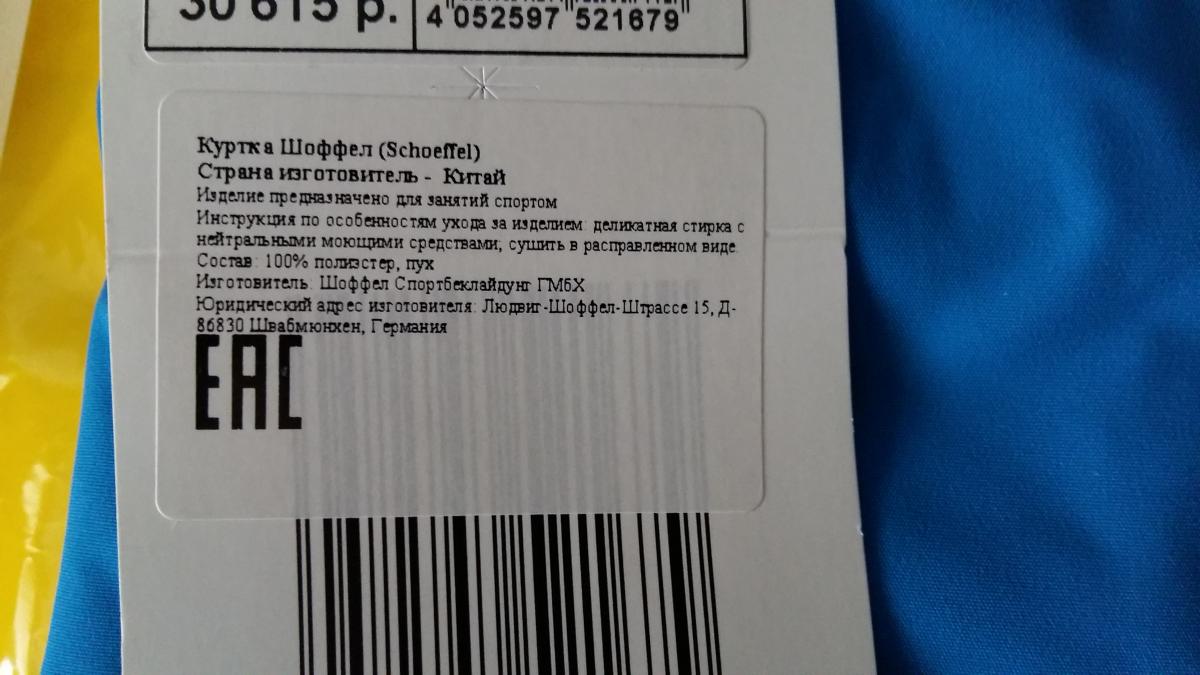 30 615 р.
4 052597 521679
Куртка Шоффел (Schoeffel)
Страна изготовитель - Китай
Изделие предназначено для занятий спортом
Инструкция по особенностям ухода за изделием: деликатная стирка с
нейтральными моющими средствами; сушить в расправленном виде.
Состав: 100% полиэстер, пух
Изготовитель: Шоффел Спортбеклайдунг ГМбХ
Юридический адрес изготовителя: Людвиг-Шоффел-Штрассе 15, Д-
86830 Швабмюнхен, Германия
EAC